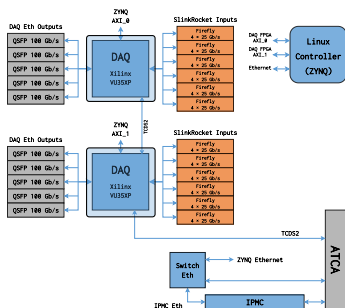 DAQ Eth Outputs
ZYNQ
AXI_0
SlinkRocket Inputs
QSFP 100 Gb/s
QSFP 100 Gb/s
QSFP 100 Gb/s
QSFP 100 Gb/s
QSFP 100 Gb/s
DAQ
Xilinx
VU35XP
Firefly
4 × 25 Gb/s
Firefly
4 × 25 Gb/s
Firefly
4 × 25 Gb/s
Firefly
4 × 25 Gb/s
Firefly
4 × 25 Gb/s
Firefly
4 × 25 Gb/s
DAQ FPGA
AXI_0
DAQ FPGA
AXI_1
Ethernet
Linux
Controller
(ZYNQ)
TCDS2
DAQ Eth Outputs
ZYNQ
AXI_1
SlinkRocket Inputs
QSFP 100 Gb/s
QSFP 100 Gb/s
QSFP 100 Gb/s
QSFP 100 Gb/s
QSFP 100 Gb/s
DAQ
Xilinx
VU35XP
Firefly
4 × 25 Gb/s
Firefly
4 × 25 Gb/s
Firefly
4 × 25 Gb/s
Firefly
4 × 25 Gb/s
Firefly
4 × 25 Gb/s
Firefly
4 × 25 Gb/s
TCDS2
ATCA
Switch
Eth
ZYNQ Ethernet
IPMC Eth
IPMC